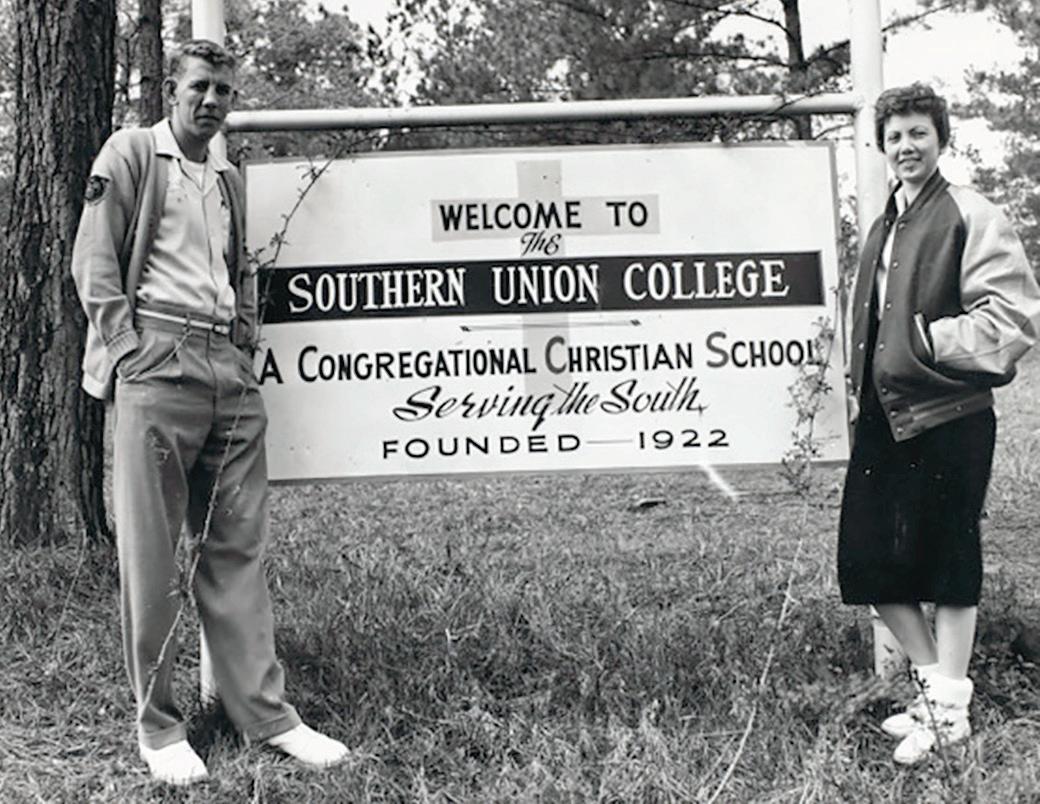 WELCOME TO
The
SOUTHERN UNION COLLEGE
A CONGREGATIONAL CHRISTIAN SCHOOL
Serving the South
FOUNDED — 1922